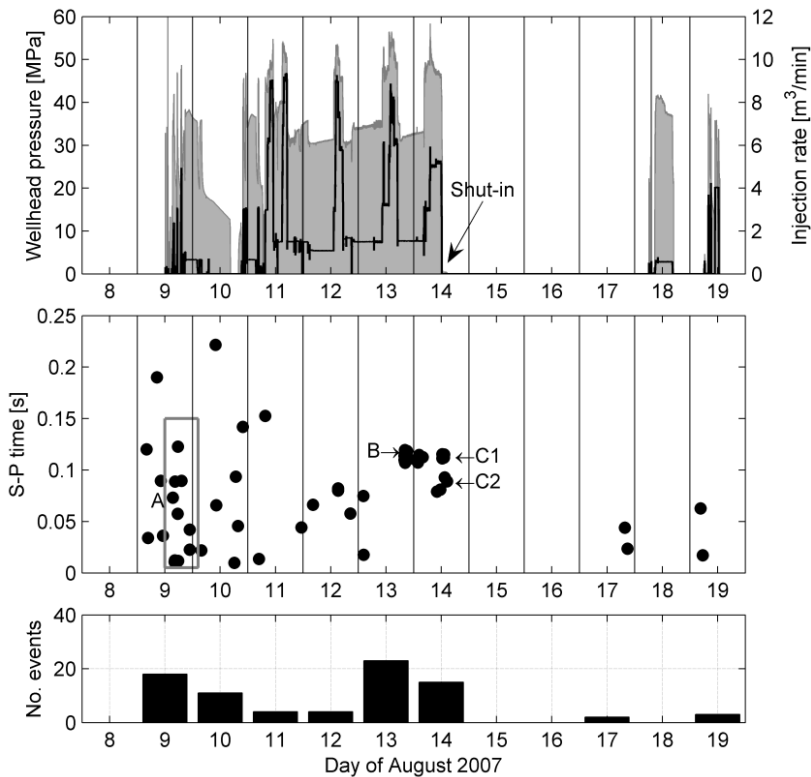 60
50
40
30
20
10
0
Wellhead pressure [MPa]
12
10
8
6
4
2
0
Injection rate [m³/min]
Shut-in
8 9 10 11 12 13 14 15 16 17 18 19
0.25
0.2
0.15
0.1
0.05
0
S-P time [s]
A
B→
←C1
←C2
8 9 10 11 12 13 14 15 16 17 18 19
40
20
0
No. events
8 9 10 11 12 13 14 15 16 17 18 19
Day of August 2007